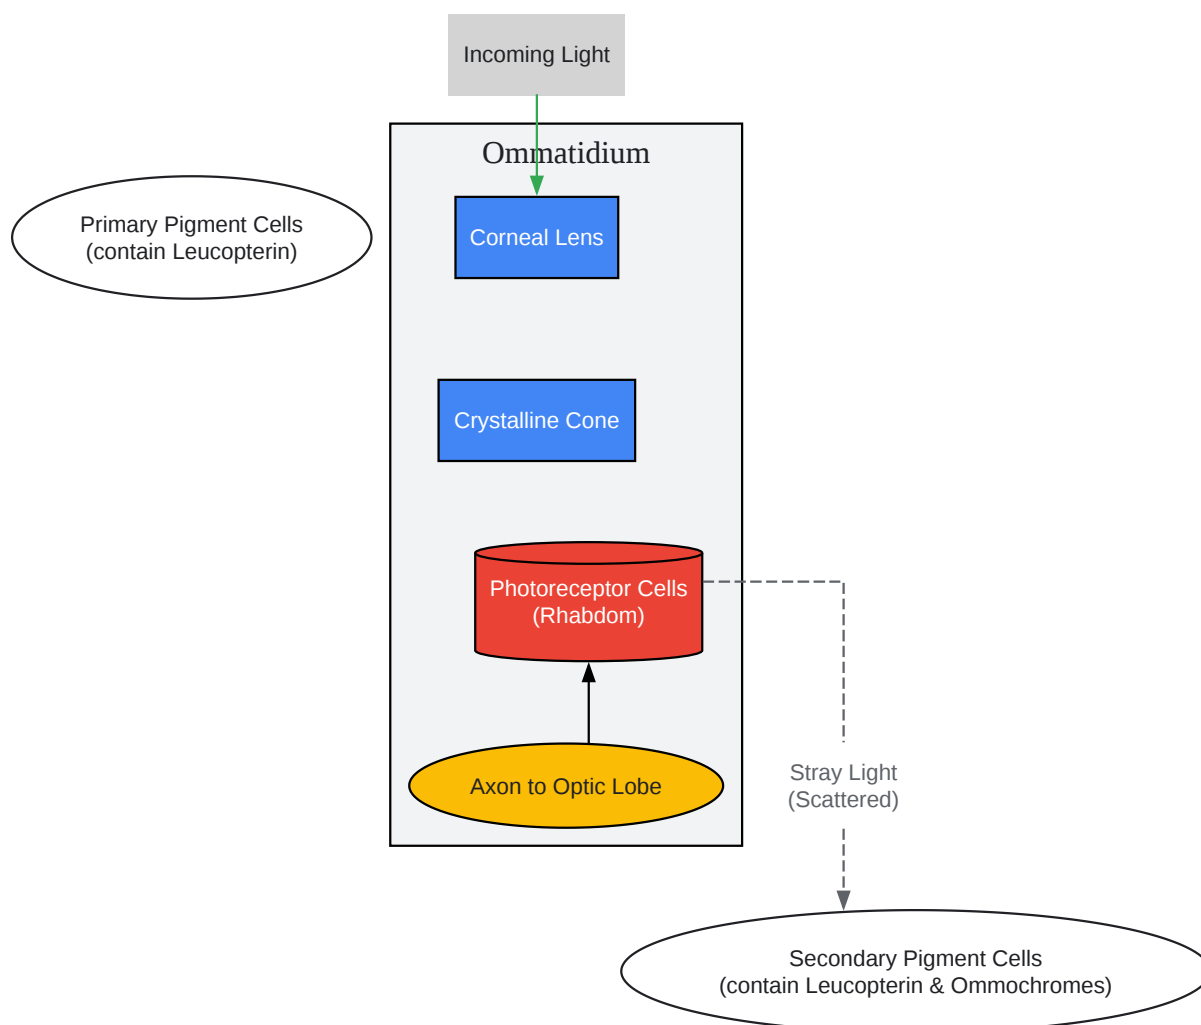 Incoming Light
Ommatidium
Primary Pigment Cells
(contain Leucopterin)
Corneal Lens
Crystalline Cone
Photoreceptor Cells
(Rhabdom)
Axon to Optic Lobe
Stray Light
(Scattered)
Secondary Pigment Cells
(contain Leucopterin & Ommochromes)